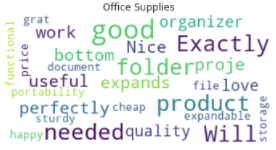 Office Supplies
grat
good
organizer
work
Nice
Exactly
functional
price
bottom
folder
proje
useful
expands
file
love
portability
document
product
storage
perfectly
cheap
expandable
sturdy
happy
needed
quality
Will